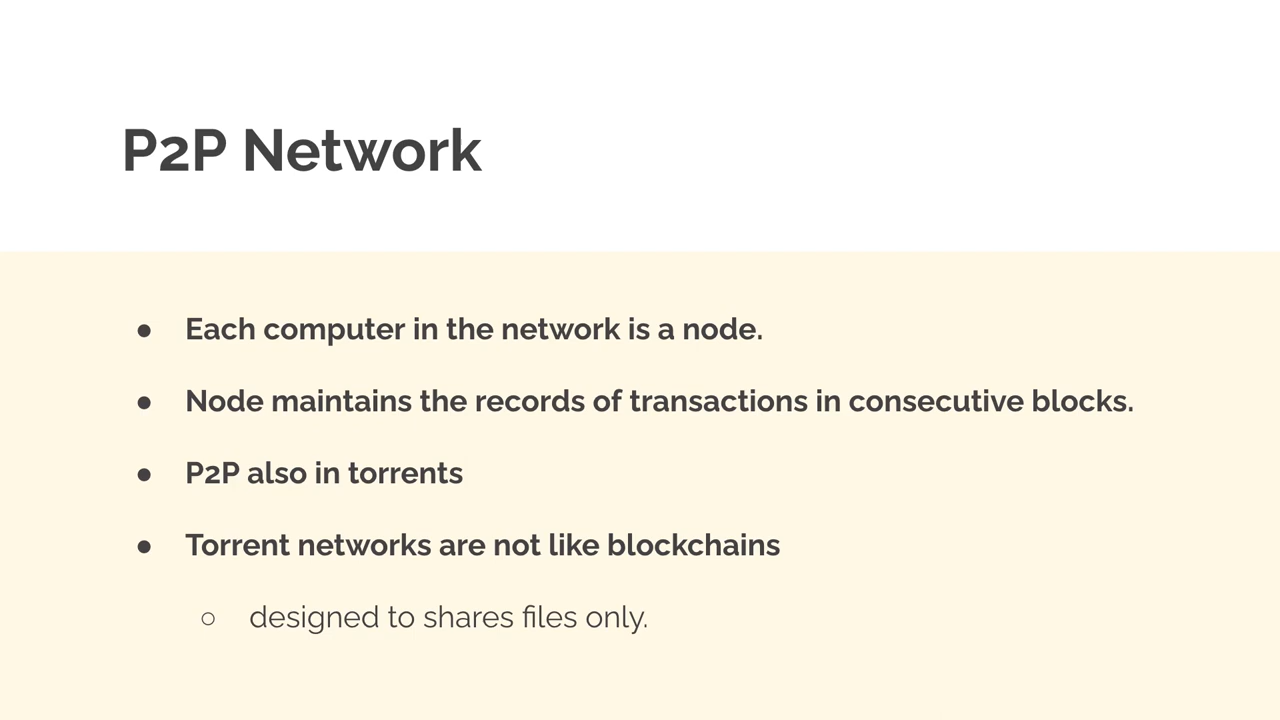 P2P Network
● Each computer in the network is a node.
● Node maintains the records of transactions in consecutive blocks.
● P2P also in torrents
● Torrent networks are not like blockchains
○ designed to shares files only.